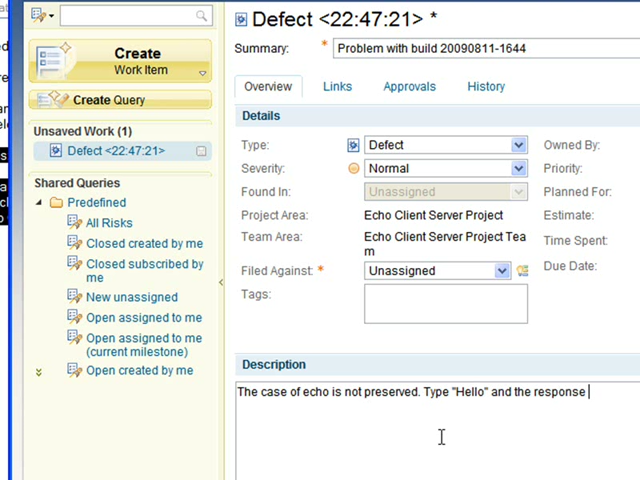 Defect <22:47:21> *
Summary: * Problem with build 20090811-1644
Create
Work Item
Create Query
Unsaved Work (1)
Defect <22:47:21>
Shared Queries
Predefined
All Risks
Closed created by me
Closed subscribed by
me
New unassigned
Open assigned to me
Open assigned to me
(current milestone)
Open created by me
Overview Links Approvals History
Details
Type: Defect Owned By:
Severity: Normal Priority:
Found In: Unassigned Planned For:
Project Area: Echo Client Server Project Estimate:
Team Area: Echo Client Server Project Tea
m
Time Spent:
Filed Against: * Unassigned Due Date:
Tags:
Description
The case of echo is not preserved. Type "Hello" and the response